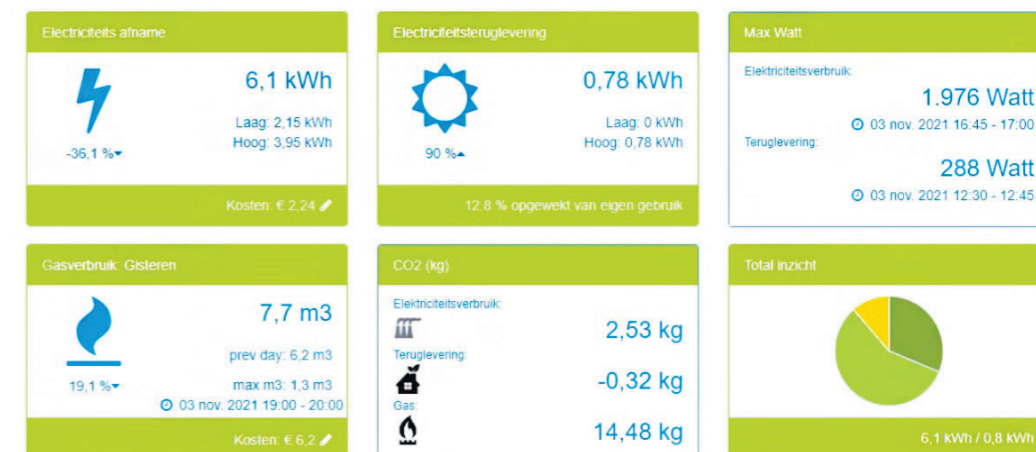 Electriciteits afname
6,1 kWh
Laag: 2,15 kWh
Hoog: 3,95 kWh
-36,1 %
Kosten: € 2,24
Electriciteitsteruglevering
0,78 kWh
Laag: 0 kWh
Hoog: 0,78 kWh
90 %
12,8 % opgewekt van eigen gebruik
Max Watt
Elektriciteitsverbruik:
1.976 Watt
03 nov. 2021 16:45 - 17:00
Teruglevering:
288 Watt
03 nov. 2021 12:30 - 12:45
Gasverbruik: Gisteren
7,7 m3
prev day: 6,2 m3
19,1 %
max m3: 1,3 m3
03 nov. 2021 19:00 - 20:00
Kosten: € 6,2
CO2 (kg)
Elektriciteitsverbruik:
2,53 kg
Teruglevering:
-0,32 kg
Gas:
14,48 kg
Total inzicht
6,1 kWh / 0,8 kWh